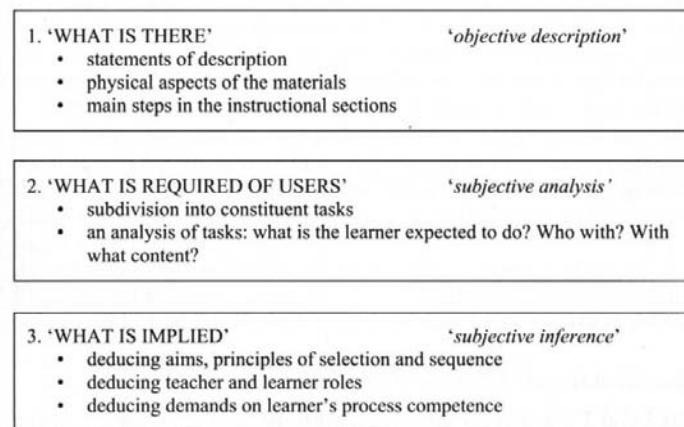 1. ‘WHAT IS THERE’ ‘objective description’
• statements of description
• physical aspects of the materials
• main steps in the instructional sections
2. ‘WHAT IS REQUIRED OF USERS’ ‘subjective analysis’
• subdivision into constituent tasks
• an analysis of tasks: what is the learner expected to do? Who with? With
what content?
3. ‘WHAT IS IMPLIED’ ‘subjective inference’
• deducing aims, principles of selection and sequence
• deducing teacher and learner roles
• deducing demands on learner’s process competence